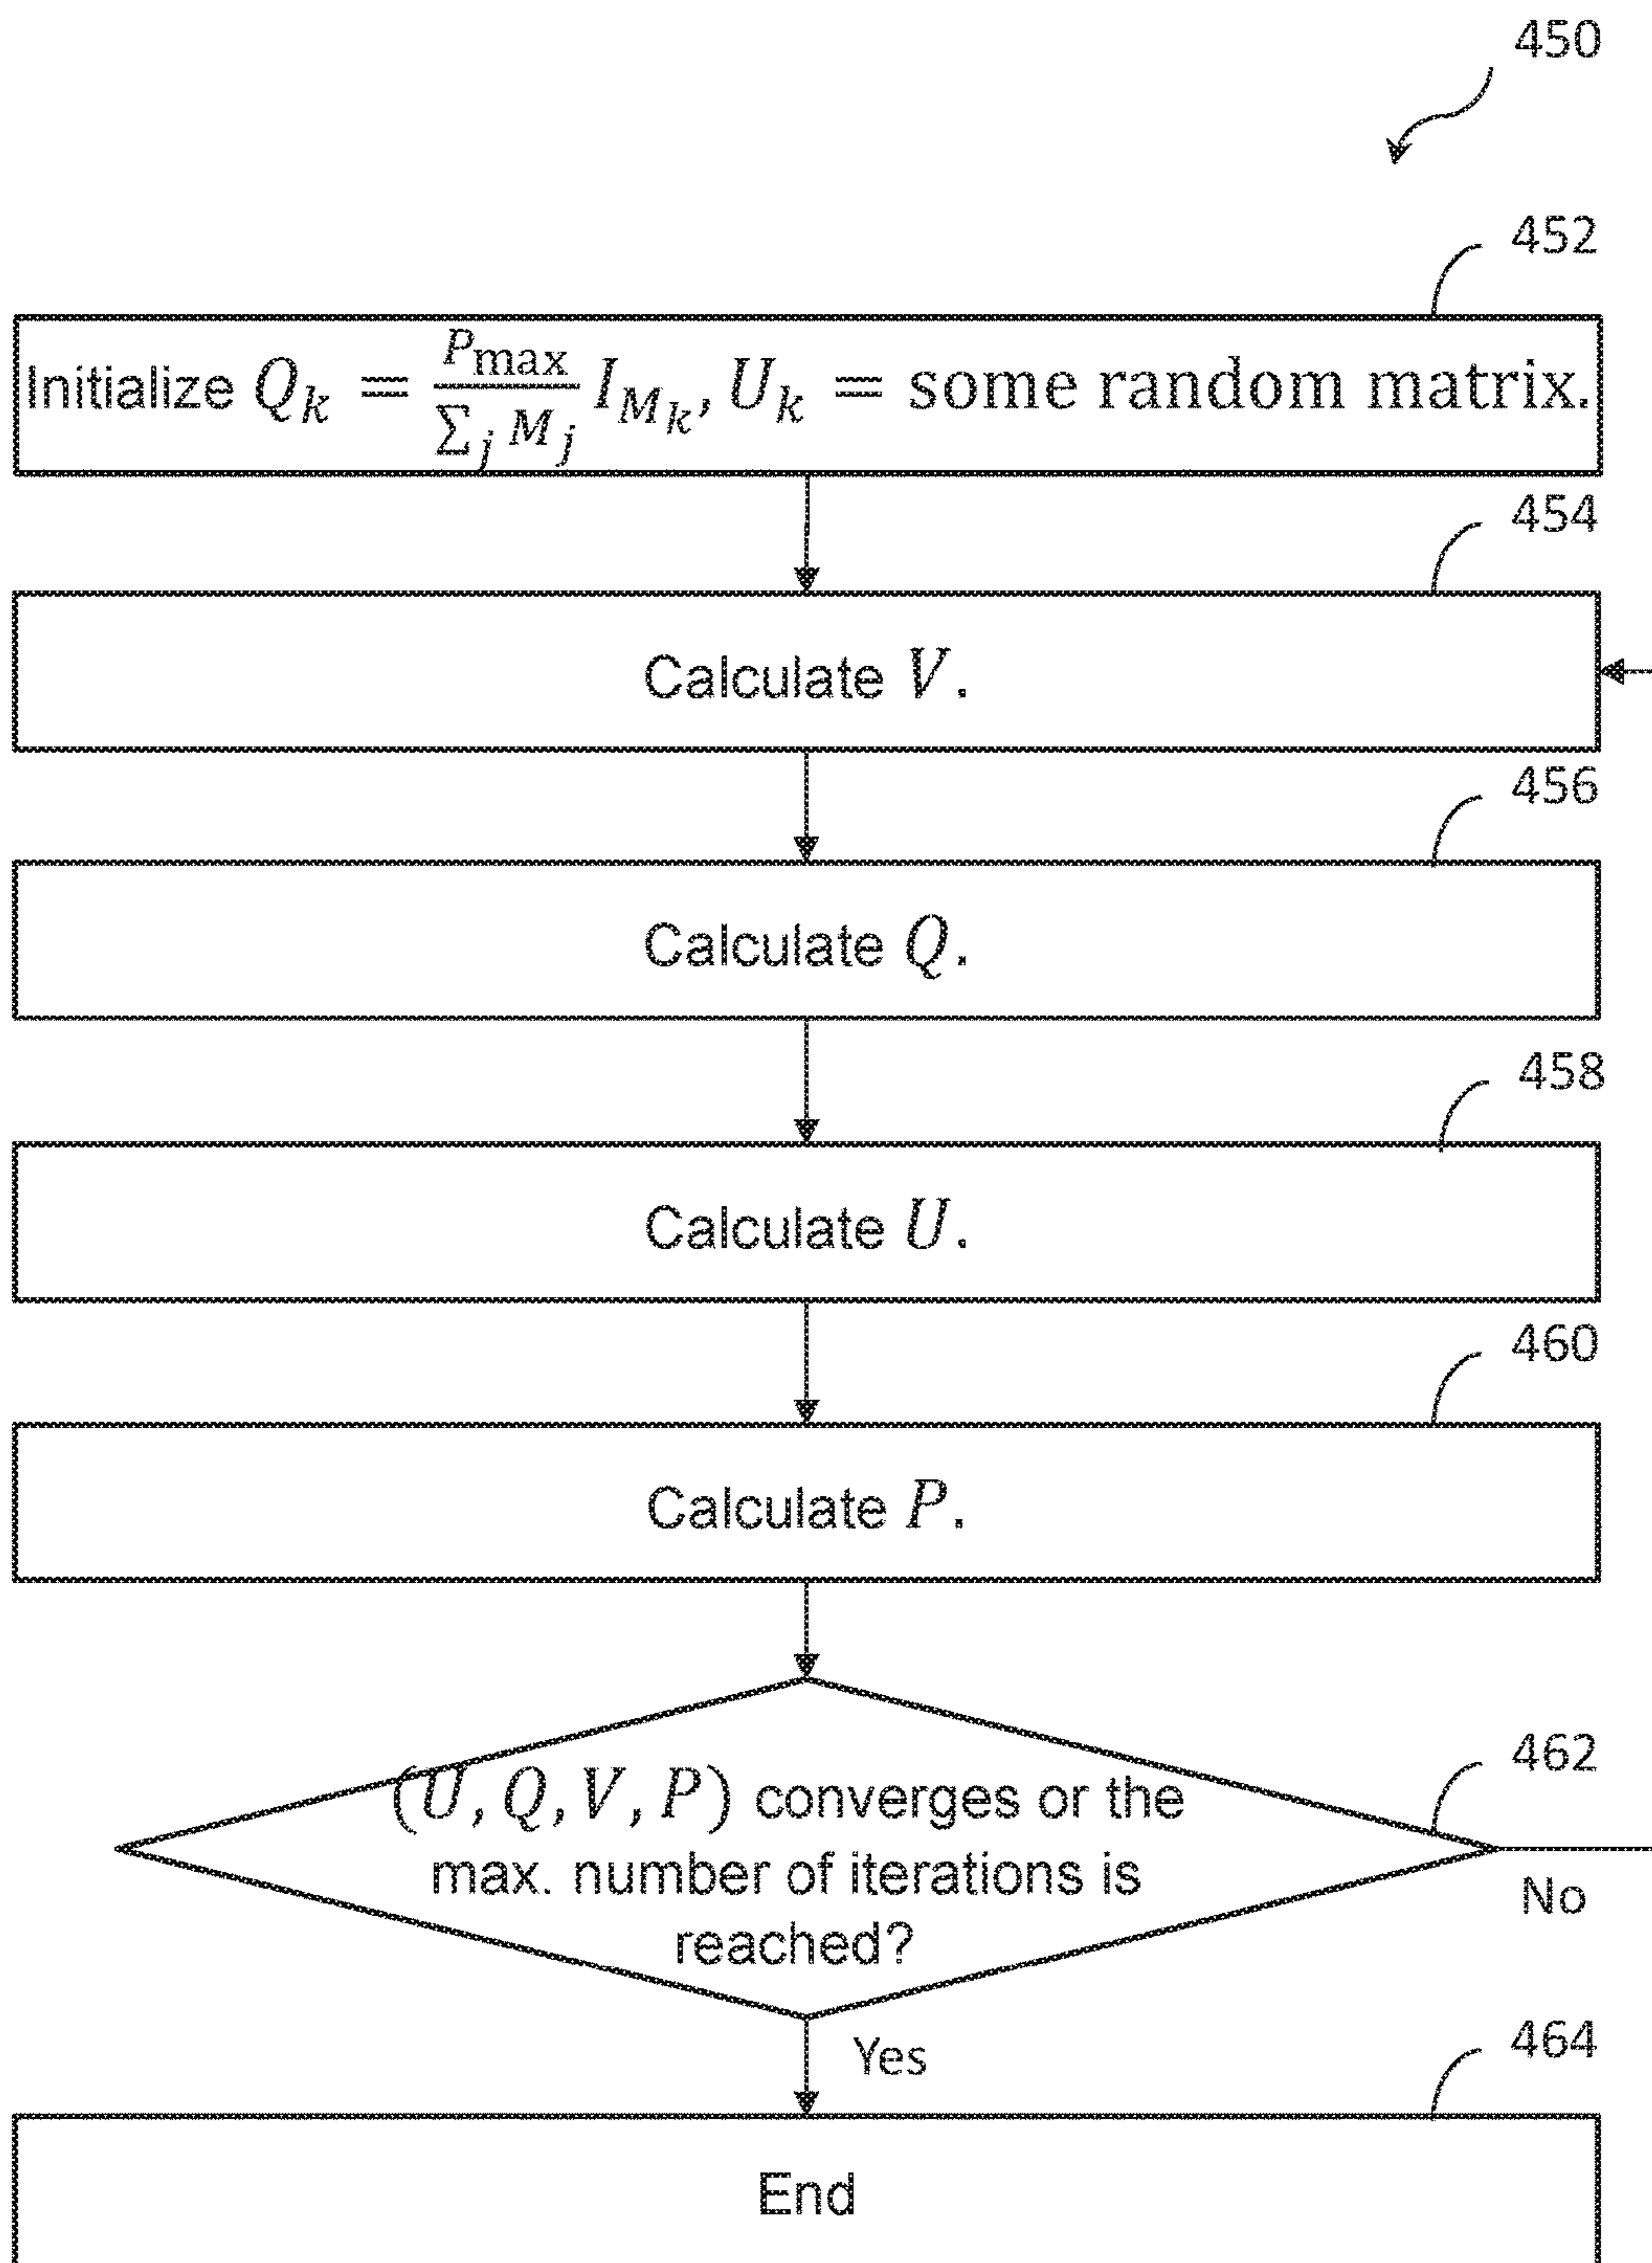 450
452
Initialize Q_k = P_max / Σ_j M_j I_{M_k}, U_k = some random matrix.
454
Calculate V.
456
Calculate Q.
458
Calculate U.
460
Calculate P.
462
(U, Q, V, P) converges or the
max. number of iterations is
reached?
No
Yes
464
End